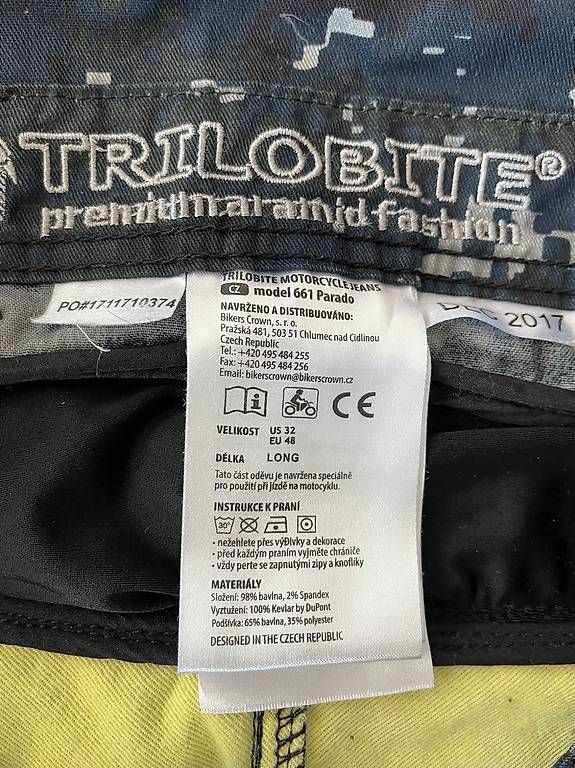 TRILOBITE®
premium aramid fashion
TRILOBITE MOTORCYCLE JEANS
CZ model 661 Parado
PO#1711710374
DEC 2017
NAVRŽENO A DISTRIBUOVÁNO:
Bikers Crown, s. r. o.
Pražská 481, 503 51 Chlumec nad Cidlinou
Czech Republic
Tel.: +420 495 484 255
Fax: +420 495 484 256
Email: bikerscrown@bikerscrown.cz
i
CE
VELIKOST US 32
EU 48
DÉLKA LONG
Tato část oděvu je navržena speciálně
pro použití při jízdě na motocyklu.
INSTRUKCE K PRANÍ
30°
• nežehlete přes výĐivky a dekorace
• před každým praním vyjměte chrániče
• vždy perte se zapnutými zipy a knoflíky
MATERIÁLY
Složení: 98% bavlna, 2% Spandex
Vyztužení: 100% Kevlar by DuPont
Podšívka: 65% bavlna, 35% polyester
DESIGNED IN THE CZECH REPUBLIC